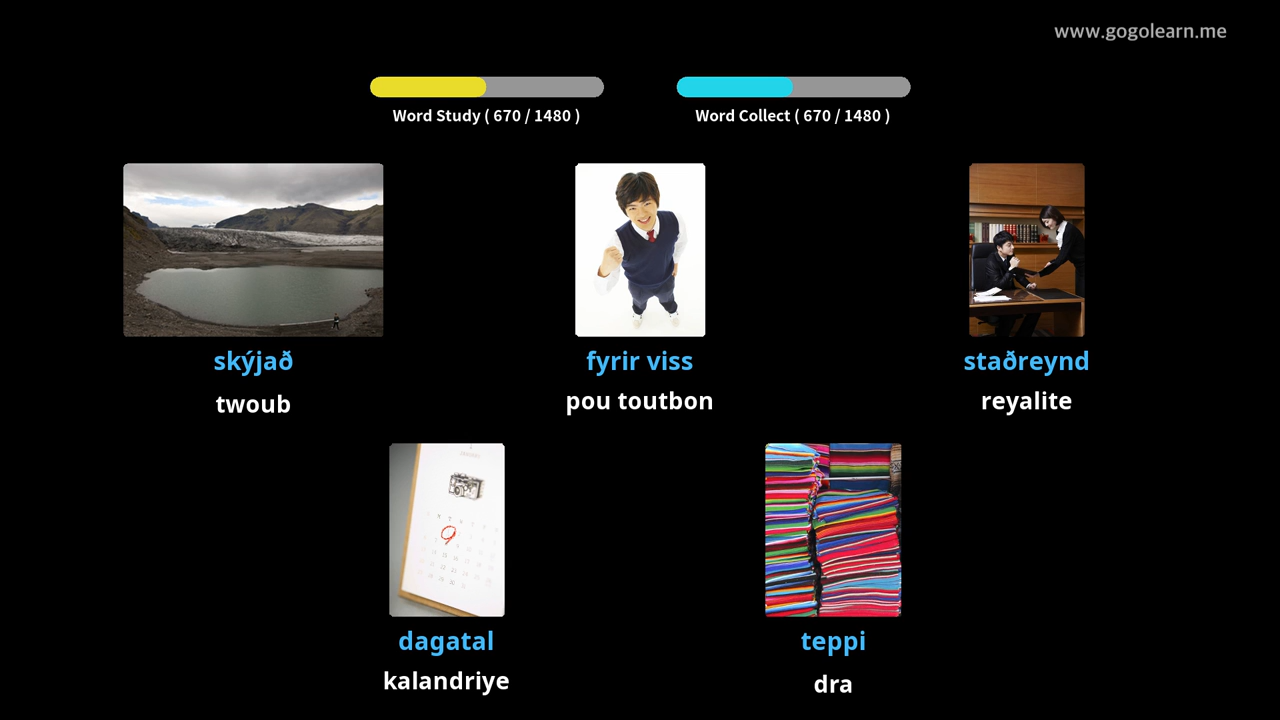 www.gogolearn.me
Word Study ( 670 / 1480 )
Word Collect ( 670 / 1480 )
skýjað
fyrir viss
staðreynd
twoub
pou toutbon
reyalite
dagatal
teppi
kalandriye
dra